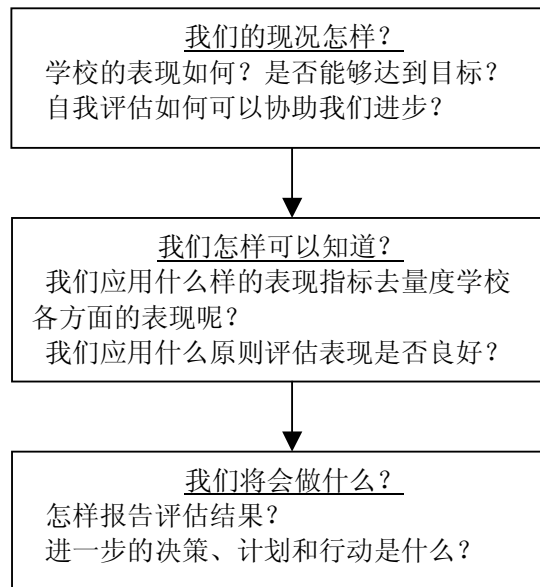 我们的现况怎样？
学校的表现如何？是否能够达到目标？
自我评估如何可以协助我们进步？
我们怎样可以知道？
我们应用什么样的表现指标去量度学校
各方面的表现呢？
我们应用什么原则评估表现是否良好？
我们将会做什么？
怎样报告评估结果？
进一步的决策、计划和行动是什么？